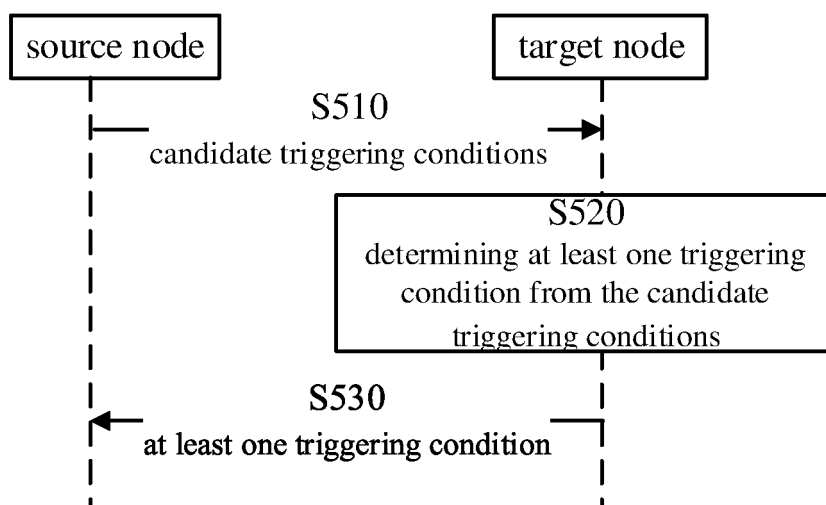 source node
target node
S510
candidate triggering conditions
S520
determining at least one triggering
condition from the candidate
triggering conditions
S530
at least one triggering condition